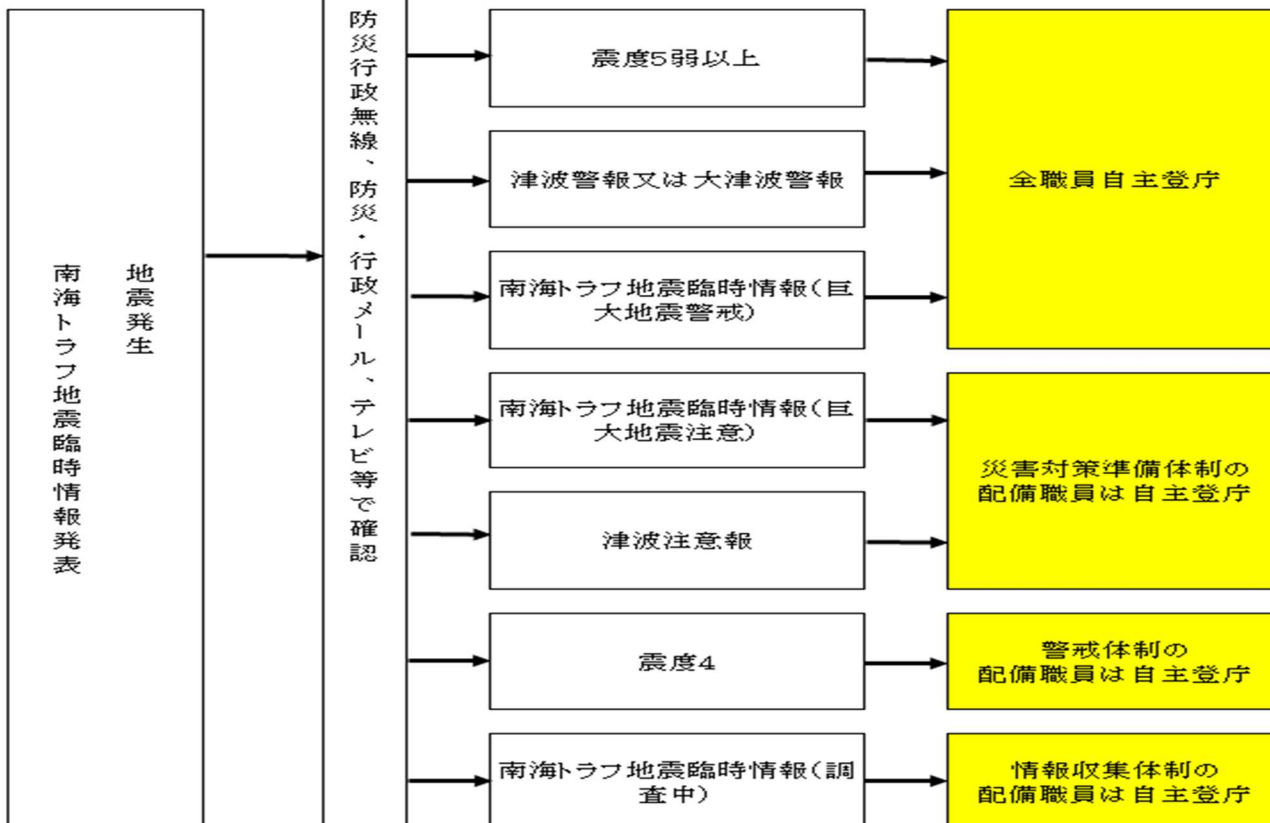 地震発生
南海トラフ地震臨時情報発表
防災行政無線、防災・行政メール、テレビ等で確認
震度5弱以上
津波警報又は大津波警報
南海トラフ地震臨時情報(巨
大地震警戒)
全職員自主登庁
南海トラフ地震臨時情報(巨
大地震注意)
津波注意報
災害対策準備体制の
配備職員は自主登庁
震度4
警戒体制の
配備職員は自主登庁
南海トラフ地震臨時情報(調
査中)
情報収集体制の
配備職員は自主登庁